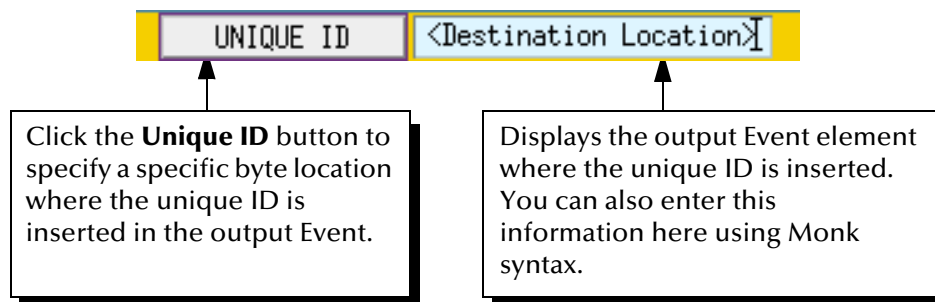 UNIQUE ID <Destination Location>
Click the Unique ID button to
specify a specific byte location
where the unique ID is
inserted in the output Event.
Displays the output Event element
where the unique ID is inserted.
You can also enter this
information here using Monk
syntax.